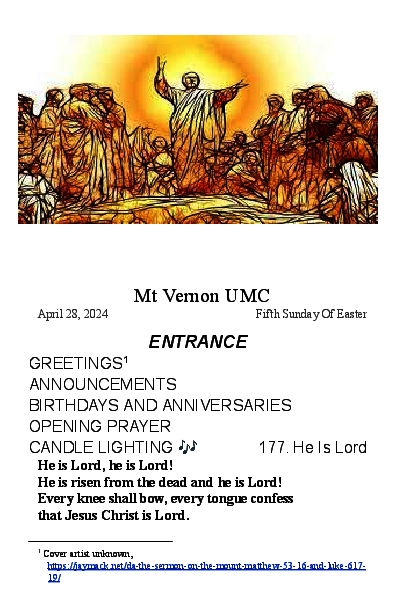 Mt Vernon UMC
April 28, 2024 Fifth Sunday Of Easter
ENTRANCE
GREETINGS¹
ANNOUNCEMENTS
BIRTHDAYS AND ANNIVERSARIES
OPENING PRAYER
CANDLE LIGHTING 🎶 177. He Is Lord
He is Lord, he is Lord!
He is risen from the dead and he is Lord!
Every knee shall bow, every tongue confess
that Jesus Christ is Lord.
¹ Cover artist unknown,
https://jaymack.net/da-the-sermon-on-the-mount-matthew-53-16-and-luke-617-
19/